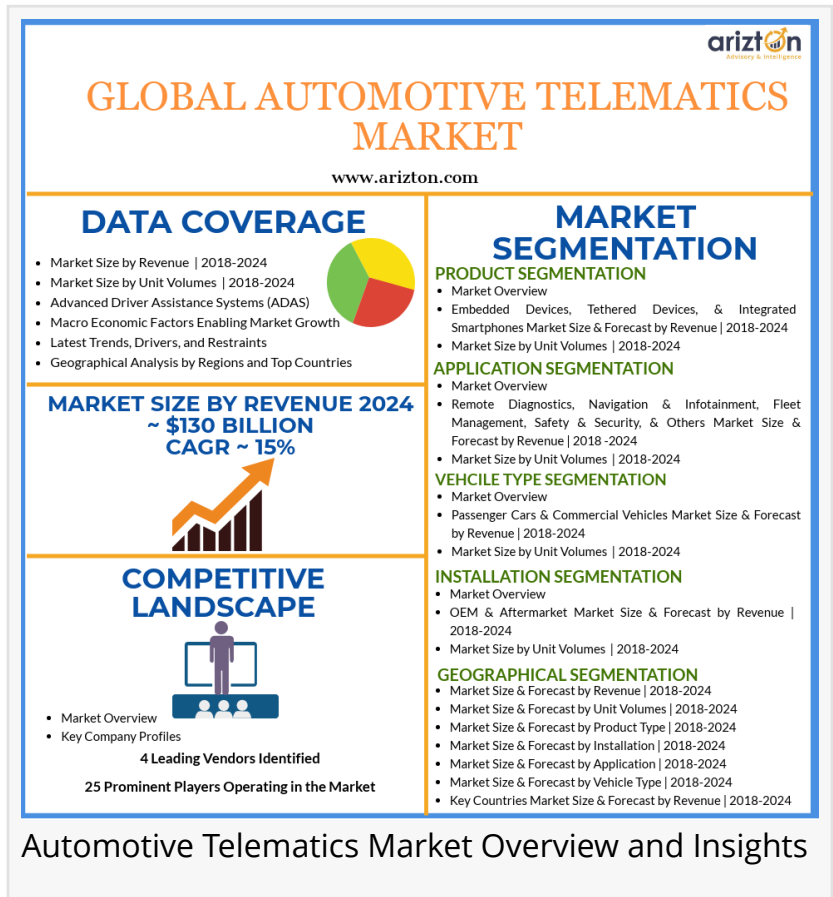 arizton
Advisory & Intelligence
GLOBAL AUTOMOTIVE TELEMATICS
MARKET
www.arizton.com
DATA COVERAGE
• Market Size by Revenue | 2018-2024
• Market Size by Unit Volumes | 2018-2024
• Advanced Driver Assistance Systems (ADAS)
• Macro Economic Factors Enabling Market Growth
• Latest Trends, Drivers, and Restraints
• Geographical Analysis by Regions and Top Countries
MARKET SIZE BY REVENUE 2024
~ $130 BILLION
CAGR ~ 15%
COMPETITIVE
LANDSCAPE
• Market Overview
• Key Company Profiles
4 Leading Vendors Identified
25 Prominent Players Operating in the Market
MARKET
SEGMENTATION
PRODUCT SEGMENTATION
• Market Overview
• Embedded Devices, Tethered Devices, & Integrated
Smartphones Market Size & Forecast by Revenue | 2018-2024
• Market Size by Unit Volumes | 2018-2024
APPLICATION SEGMENTATION
• Market Overview
• Remote Diagnostics, Navigation & Infotainment, Fleet
Management, Safety & Security, & Others Market Size &
Forecast by Revenue | 2018 -2024
• Market Size by Unit Volumes | 2018-2024
VEHCILE TYPE SEGMENTATION
• Market Overview
• Passenger Cars & Commercial Vehicles Market Size & Forecast
by Revenue | 2018-2024
• Market Size by Unit Volumes | 2018-2024
INSTALLATION SEGMENTATION
• Market Overview
• OEM & Aftermarket Market Size & Forecast by Revenue |
2018-2024
• Market Size by Unit Volumes | 2018-2024
GEOGRAPHICAL SEGMENTATION
• Market Size & Forecast by Revenue | 2018-2024
• Market Size & Forecast by Unit Volumes | 2018-2024
• Market Size & Forecast by Product Type | 2018-2024
• Market Size & Forecast by Installation | 2018-2024
• Market Size & Forecast by Application | 2018-2024
• Market Size & Forecast by Vehicle Type | 2018-2024
• Key Countries Market Size & Forecast by Revenue | 2018-2024
Automotive Telematics Market Overview and Insights